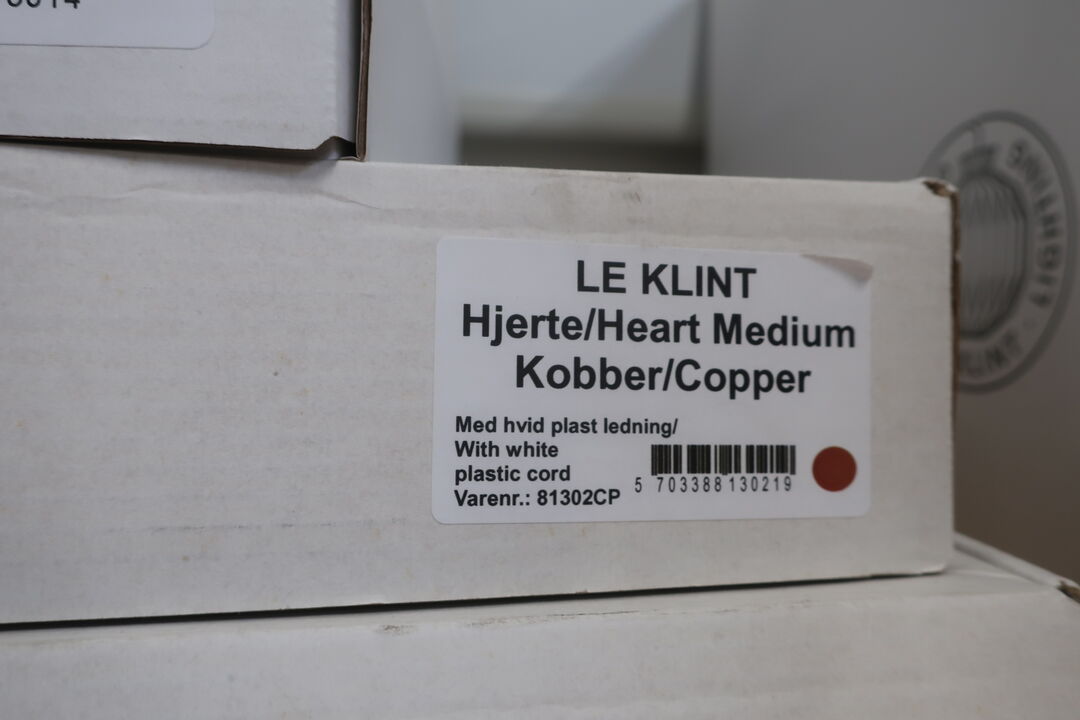 LE KLINT
Hjerte/Heart Medium
Kobber/Copper
Med hvid plast ledning/
With white
plastic cord
Varenr.: 81302CP
5 703388 130219